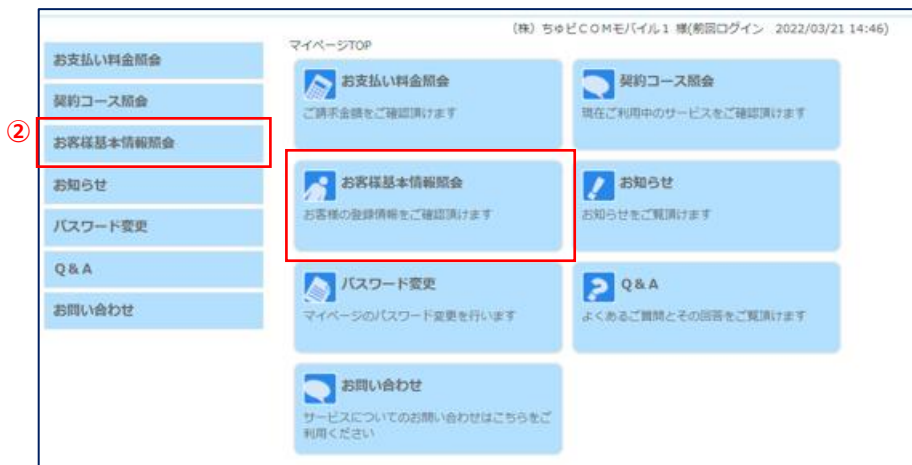 (株) ちゅピCOMモバイル1 様(前回ログイン 2022/03/21 14:46)
マイページTOP
お支払い料金照会
契約コース照会
②
お客様基本情報照会
お知らせ
パスワード変更
Q&A
お問い合わせ
お支払い料金照会
ご請求金額をご確認頂けます
契約コース照会
現在ご利用中のサービスをご確認頂けます
お客様基本情報照会
お客様の登録情報をご確認頂けます
お知らせ
お知らせをご覧頂けます
パスワード変更
マイページのパスワード変更を行います
Q&A
よくあるご質問とその回答をご覧頂けます
お問い合わせ
サービスについてのお問い合わせはこちらをご
利用ください